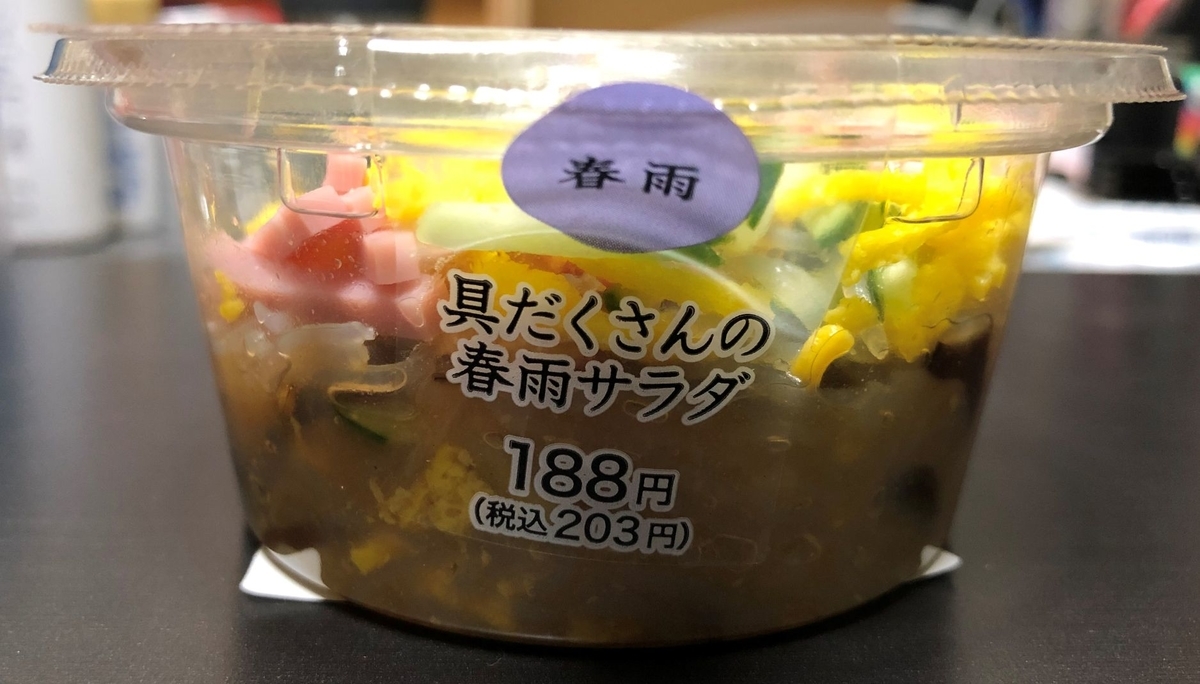 春雨
具だくさんの
春雨サラダ
188円
(税込203円)